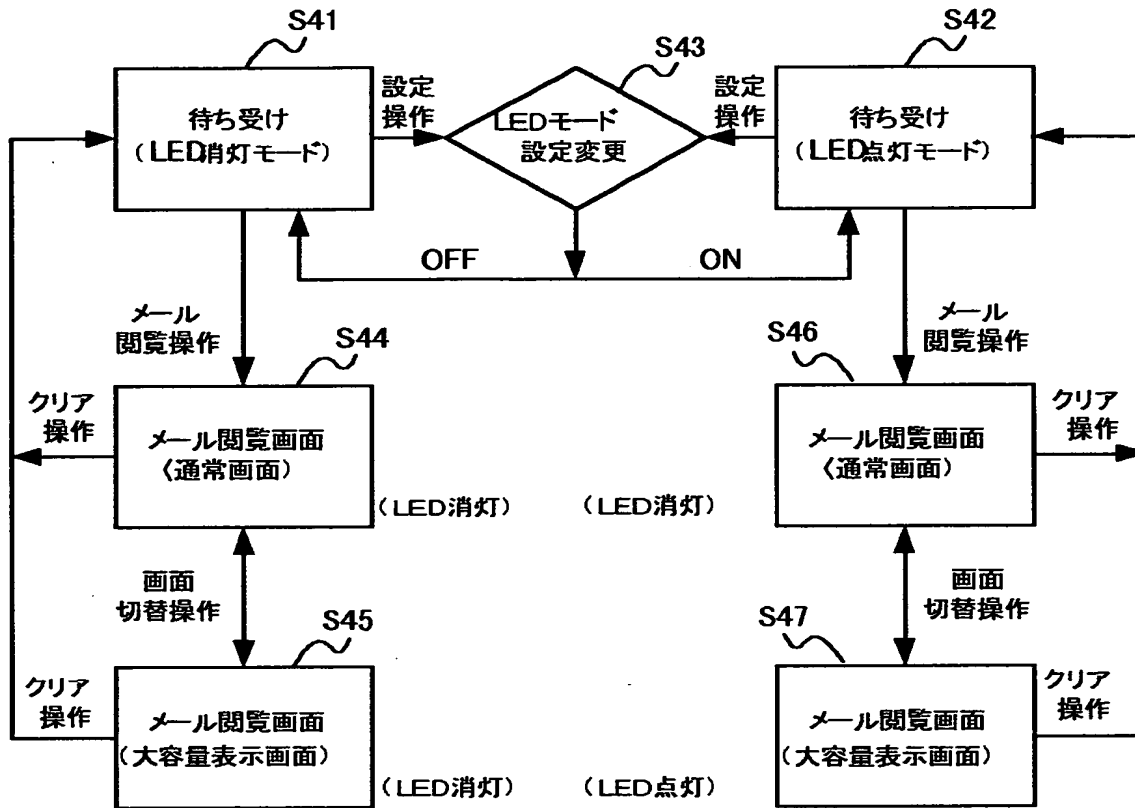 S41
S42
S43
待ち受け
(LED消灯モード)
設定
操作
LEDモード
設定変更
設定
操作
待ち受け
(LED点灯モード)
OFF
ON
メール
閲覧操作
S44
メール
閲覧操作
S46
クリア
操作
メール閲覧画面
(通常画面)
(LED消灯)
(LED消灯)
メール閲覧画面
(通常画面)
クリア
操作
画面
切替操作
S45
画面
切替操作
S47
クリア
操作
メール閲覧画面
(大容量表示画面)
(LED消灯)
(LED点灯)
メール閲覧画面
(大容量表示画面)
クリア
操作